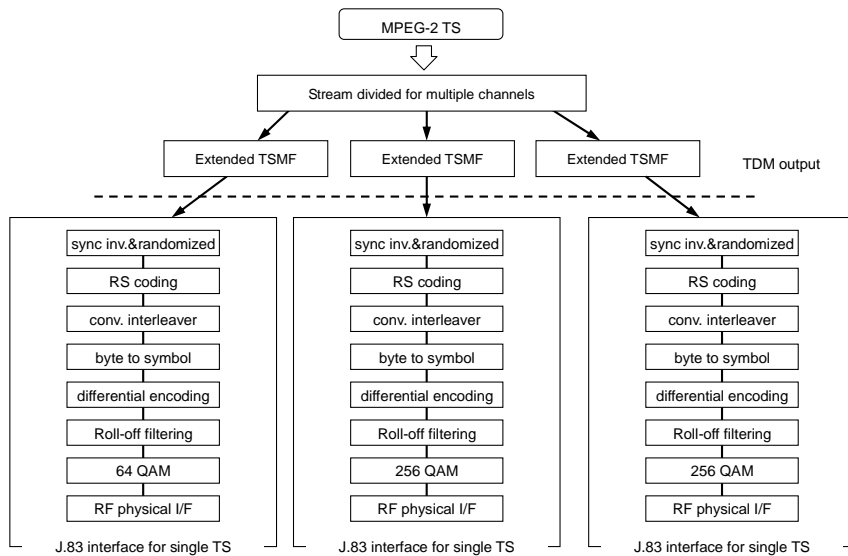 MPEG-2 TS
Stream divided for multiple channels
Extended TSMF
Extended TSMF
Extended TSMF
TDM output
sync inv.&randomized
RS coding
conv. interleaver
byte to symbol
differential encoding
Roll-off filtering
64 QAM
RF physical I/F
J.83 interface for single TS
sync inv.&randomized
RS coding
conv. interleaver
byte to symbol
differential encoding
Roll-off filtering
256 QAM
RF physical I/F
J.83 interface for single TS
sync inv.&randomized
RS coding
conv. interleaver
byte to symbol
differential encoding
Roll-off filtering
256 QAM
RF physical I/F
J.83 interface for single TS